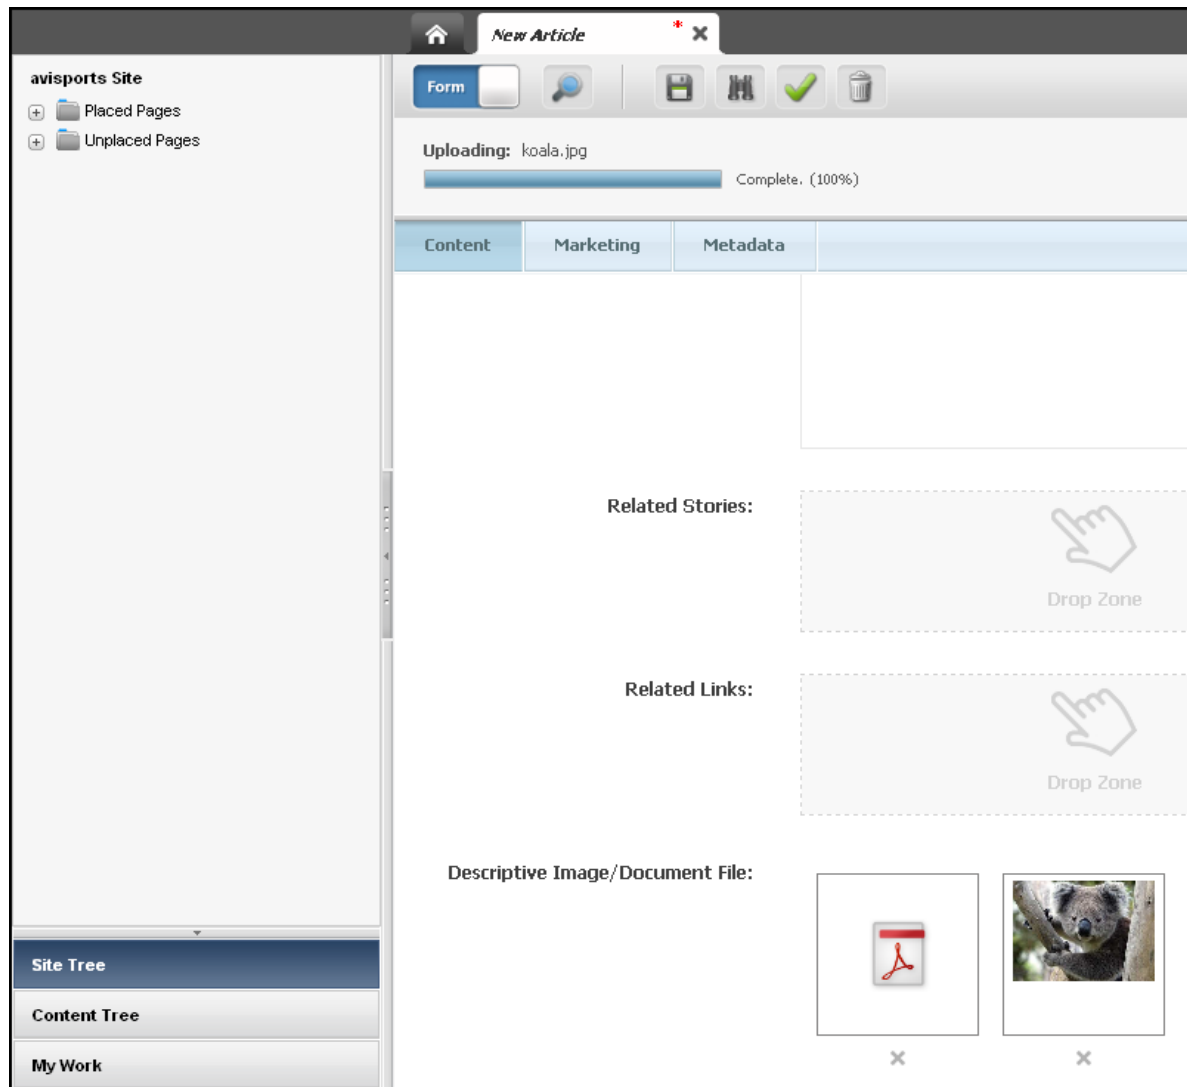 New Article *
avisports Site
Placed Pages
Unplaced Pages
Form
Uploading: koala.jpg
Complete. (100%)
Content Marketing Metadata
Related Stories:
Drop Zone
Related Links:
Drop Zone
Descriptive Image/Document File:
Site Tree
Content Tree
My Work